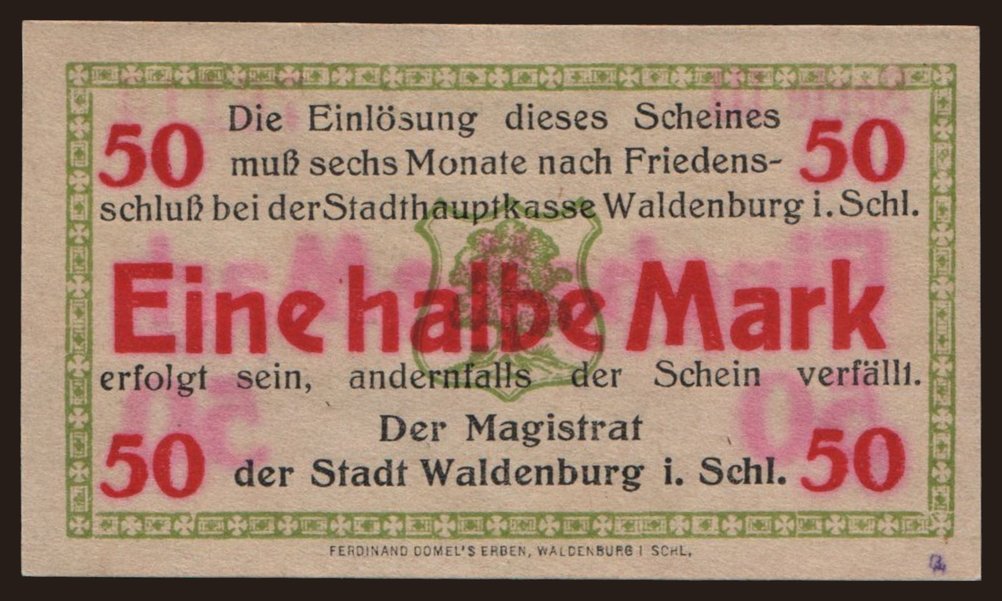 50 Die Einlösung dieses Scheines 50
muß sechs Monate nach Friedens-
schluß bei der Stadthauptkasse Waldenburg i. Schl.
Eine halbe Mark
erfolgt sein, andernfalls der Schein verfällt.
Der Magistrat
50 der Stadt Waldenburg i. Schl. 50
FERDINAND DOMEL'S ERBEN, WALDENBURG I SCHL,